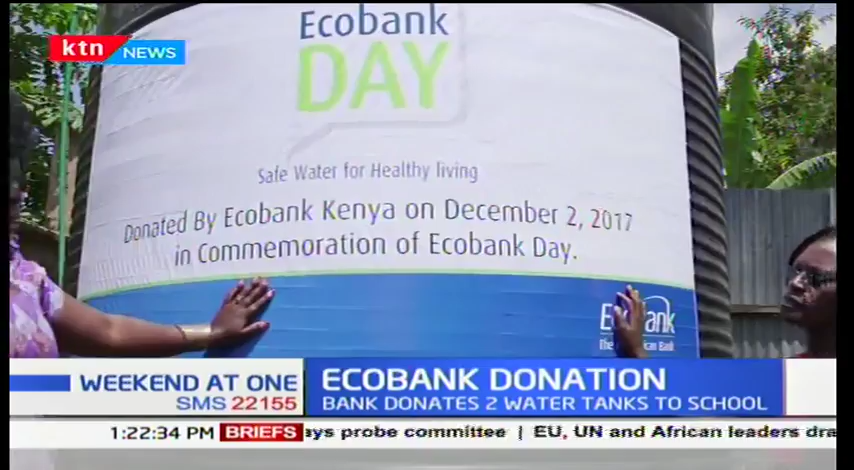 Ecobank
DAY
ktn NEWS
Safe Water for Healthy living
Donated By Ecobank Kenya on December 2, 2017
in Commemoration of Ecobank Day.
WEEKEND AT ONE
SMS 22155
ECOBANK DONATION
BANK DONATES 2 WATER TANKS TO SCHOOL
1:22:34 PM BRIEFS ays probe committee | EU, UN and African leaders dra